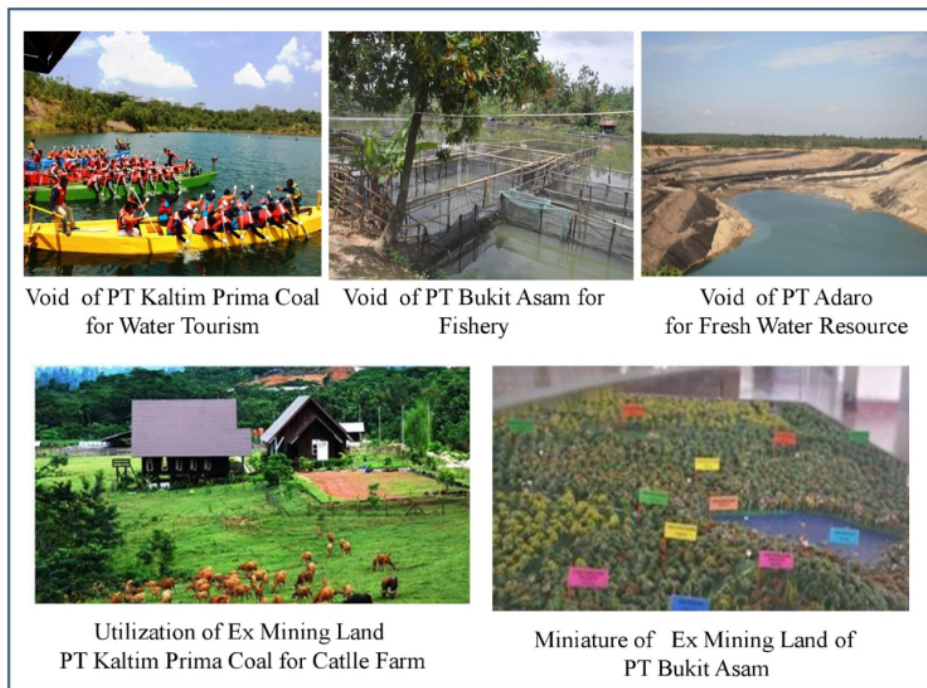 Void of PT Kaltim Prima Coal
for Water Tourism
Void of PT Bukit Asam for
Fishery
Void of PT Adaro
for Fresh Water Resource
Utilization of Ex Mining Land
PT Kaltim Prima Coal for Catlle Farm
Miniature of Ex Mining Land of
PT Bukit Asam